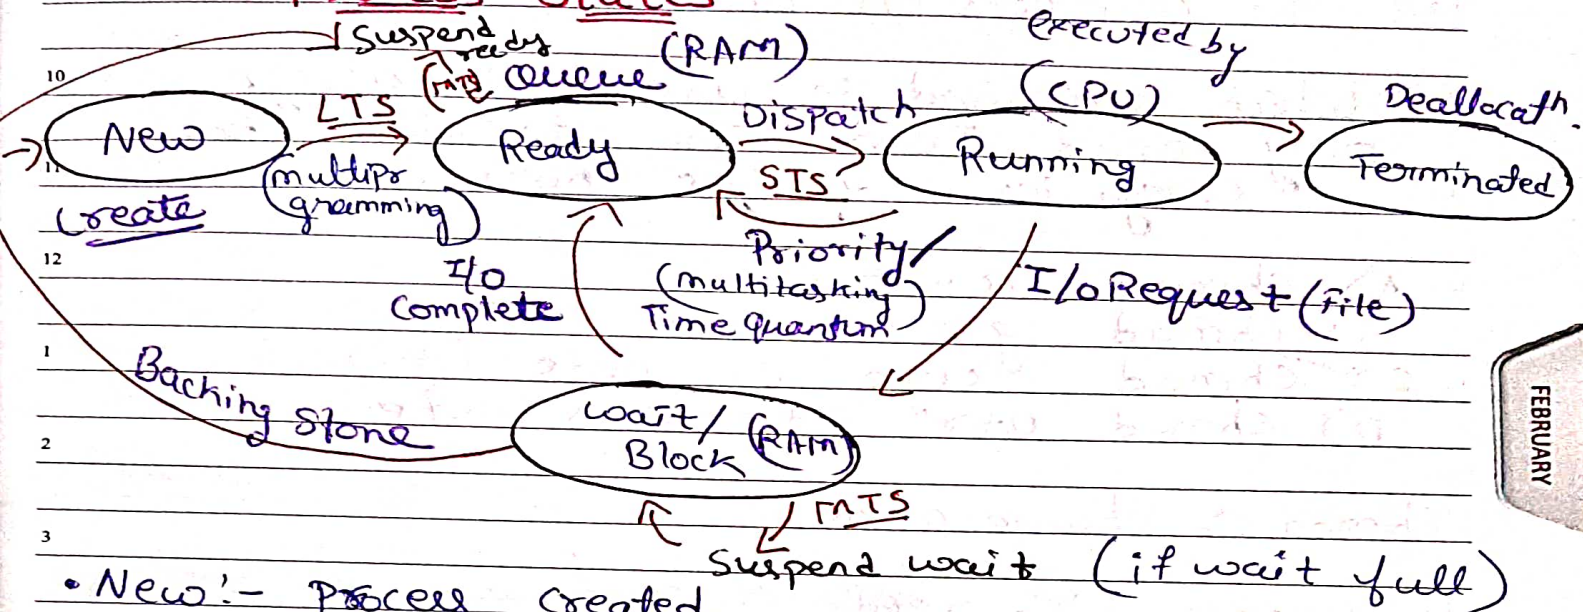 Suspend
ready
(RAM)
executed by
(CPU)
10
(MTS)
Queue
LTS
Dispatch
Deallocatn.
New
Ready
Running
Terminated
11
(multipr
gramming)
STS
Create
Priority/
(multitasking)
Time quantum
12
I/O
Complete
I/O Request (File)
1
Backing Store
FEBRUARY
wait/
Block (RAM)
2
MTS
3
Suspend wait (if wait full)
• New:- Process created